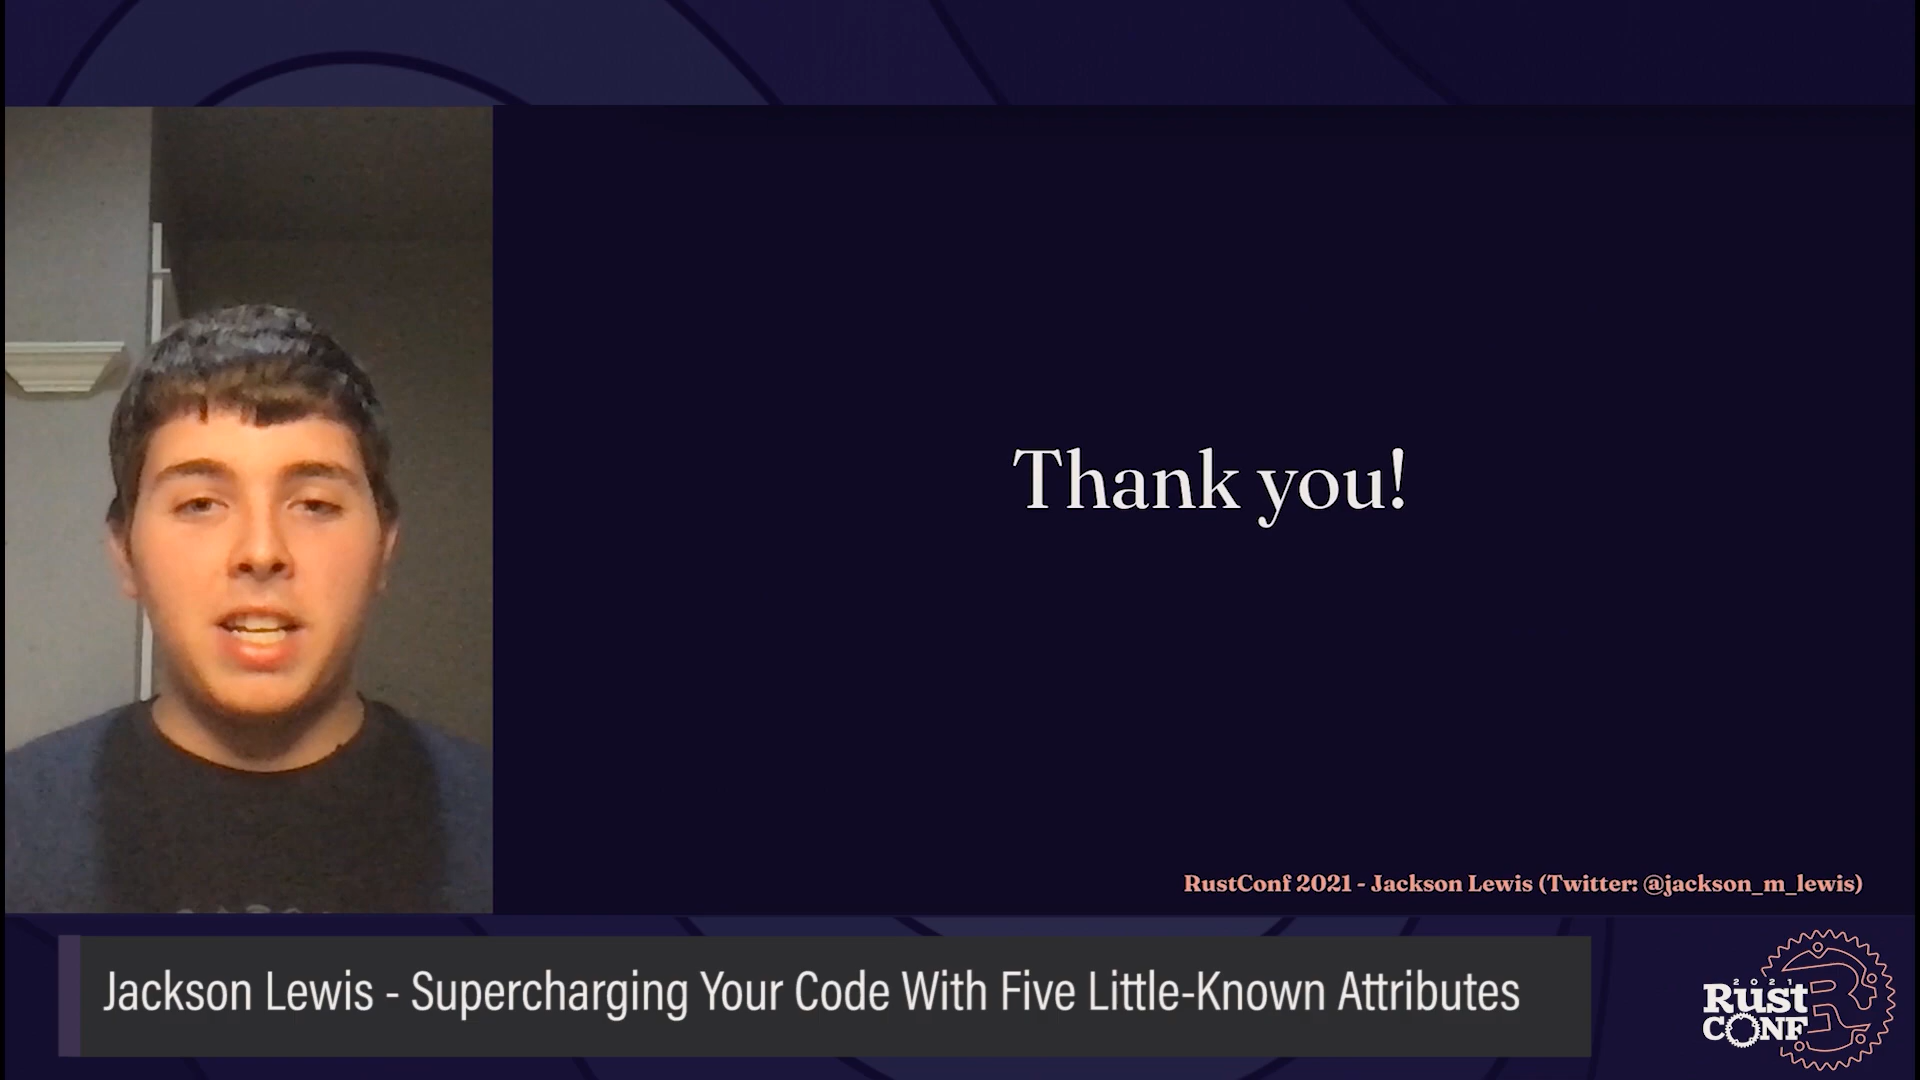 Thank you!
RustConf 2021 - Jackson Lewis (Twitter: @jackson_m_lewis)
Jackson Lewis - Supercharging Your Code With Five Little-Known Attributes
2021
Rust
CONF
R